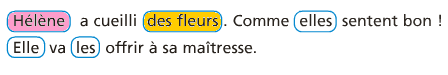 Hélène a cueilli des fleurs. Comme elles sentent bon !
Elle va les offrir à sa maîtresse.